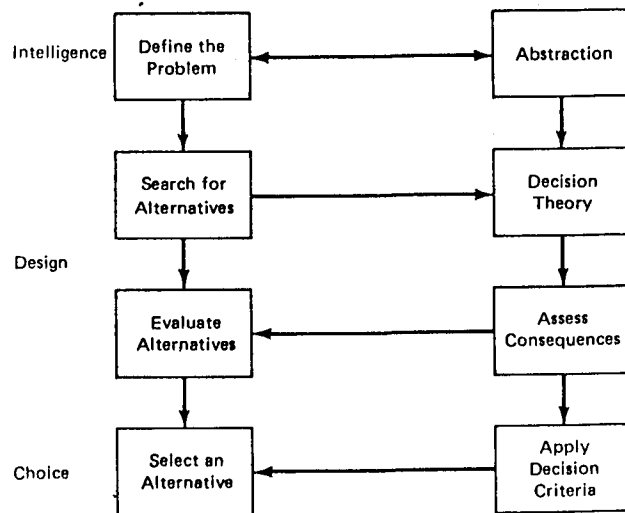 Intelligence
Define the
Problem
Abstraction
Search for
Alternatives
Decision
Theory
Design
Evaluate
Alternatives
Assess
Consequences
Choice
Select an
Alternative
Apply
Decision
Criteria